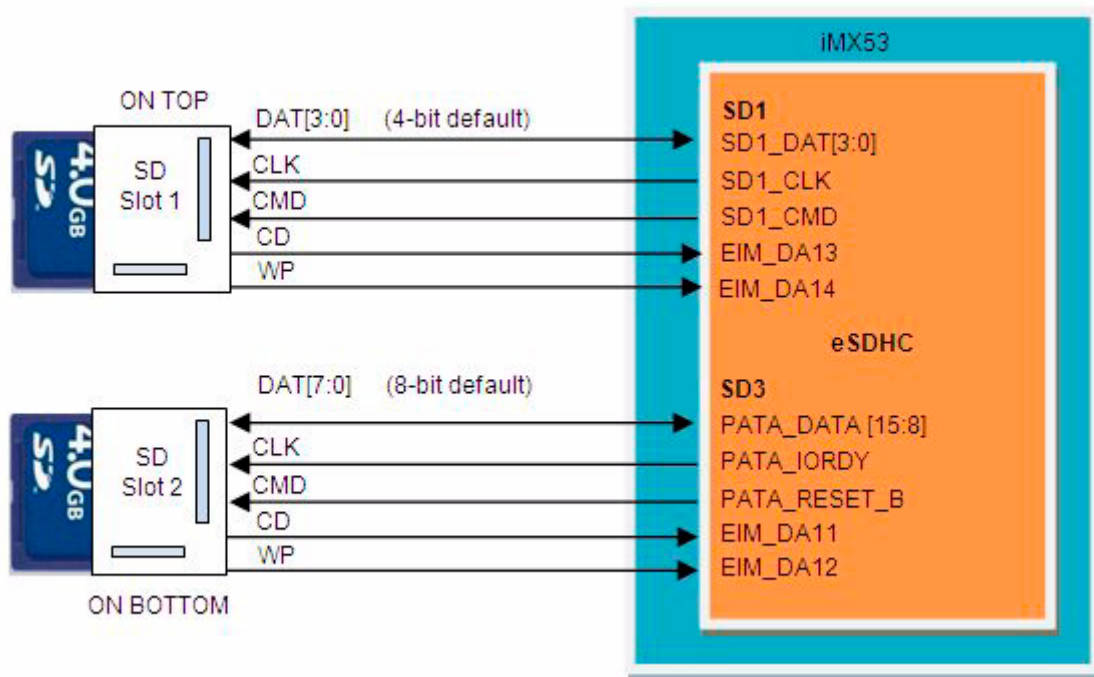 iMX53
ON TOP
SD
Slot 1
4.0GB
SD
DAT[3:0] (4-bit default)
CLK
CMD
CD
WP
SD1
SD1_DAT[3:0]
SD1_CLK
SD1_CMD
EIM_DA13
EIM_DA14
eSDHC
DAT[7:0] (8-bit default)
CLK
CMD
CD
WP
SD
Slot 2
4.0GB
SD
ON BOTTOM
SD3
PATA_DATA [15:8]
PATA_IORDY
PATA_RESET_B
EIM_DA11
EIM_DA12